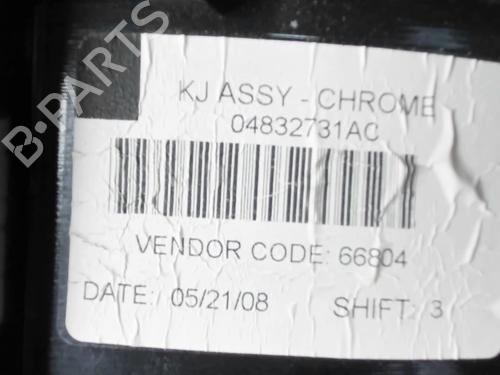 B-PARTS
KJ ASSY - CHROME
04832731AC
VENDOR CODE: 66804
DATE: 05/21/08 SHIFT: 3